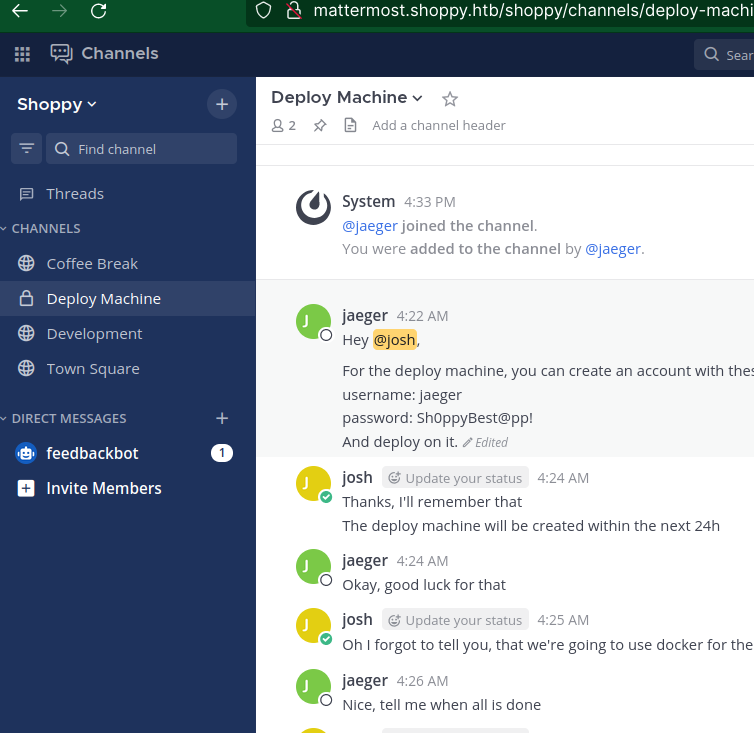 mattermost.shoppy.htb/shoppy/channels/deploy-machi
Channels
Sear
Shoppy
Find channel
Threads
CHANNELS
Coffee Break
Deploy Machine
Development
Town Square
DIRECT MESSAGES
feedbackbot 1
Invite Members
Deploy Machine
2 Add a channel header
System 4:33 PM
@jaeger joined the channel.
You were added to the channel by @jaeger.
J
jaeger 4:22 AM
Hey @josh,
For the deploy machine, you can create an account with thes
username: jaeger
password: Sh0ppyBest@pp!
And deploy on it. Edited
J
josh Update your status 4:24 AM
Thanks, I'll remember that
The deploy machine will be created within the next 24h
J
jaeger 4:24 AM
Okay, good luck for that
J
josh Update your status 4:25 AM
Oh I forgot to tell you, that we're going to use docker for the
J
jaeger 4:26 AM
Nice, tell me when all is done